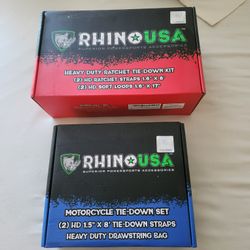 RHINO USA
SUPERIOR POWERSPORTS ACCESSORIES
HEAVY DUTY RATCHET TIE-DOWN KIT
(2) HD RATCHET STRAPS 1.6" X 8'
(2) HD SOFT LOOPS 1.6" X 17"
RHINO USA
SUPERIOR POWERSPORTS ACCESSORIES
MOTORCYCLE TIE-DOWN SET
(2) HD 1.5" X 8' TIE-DOWN STRAPS
HEAVY DUTY DRAWSTRING BAG